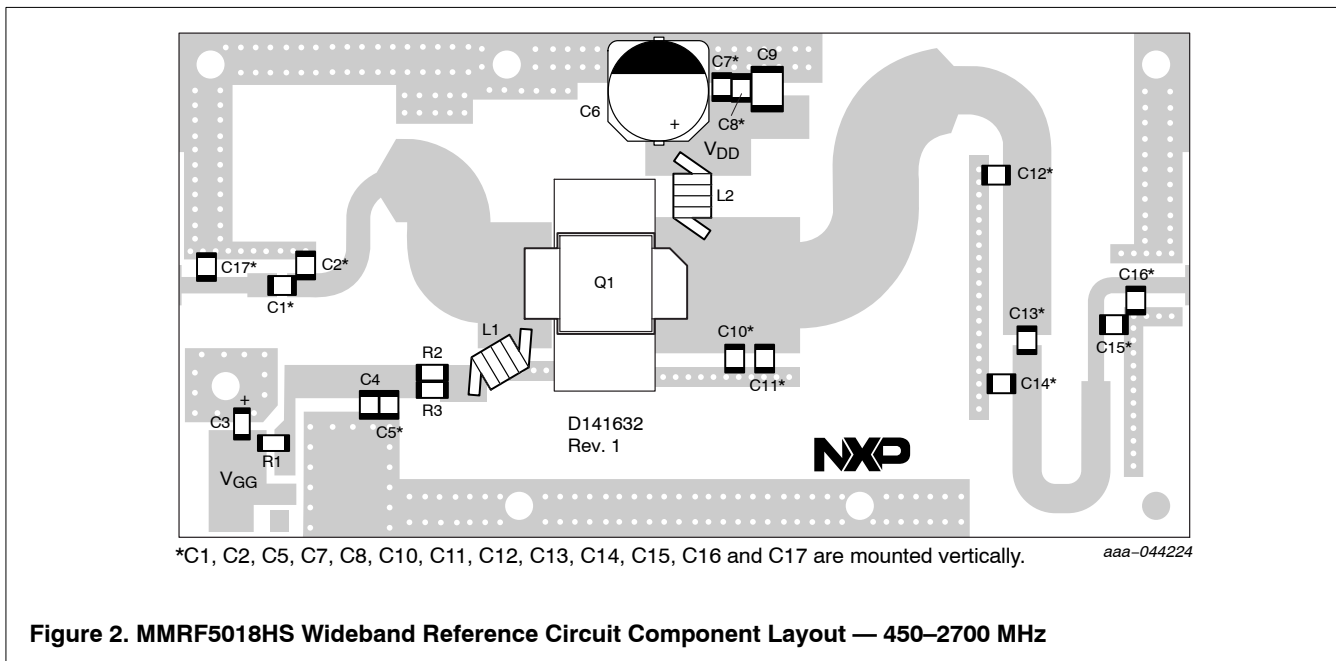 C7*
C9
C6
+
C8*
VDD
L2
C12*
C17*
C2*
C1*
Q1
C16*
C13*
C15*
L1
C10*
C11*
R2
C4
R3
C14*
+
C3
C5*
R1
D141632
Rev. 1
NXP
VGG
*C1, C2, C5, C7, C8, C10, C11, C12, C13, C14, C15, C16 and C17 are mounted vertically.
aaa–044224
Figure 2. MMRF5018HS Wideband Reference Circuit Component Layout — 450–2700 MHz